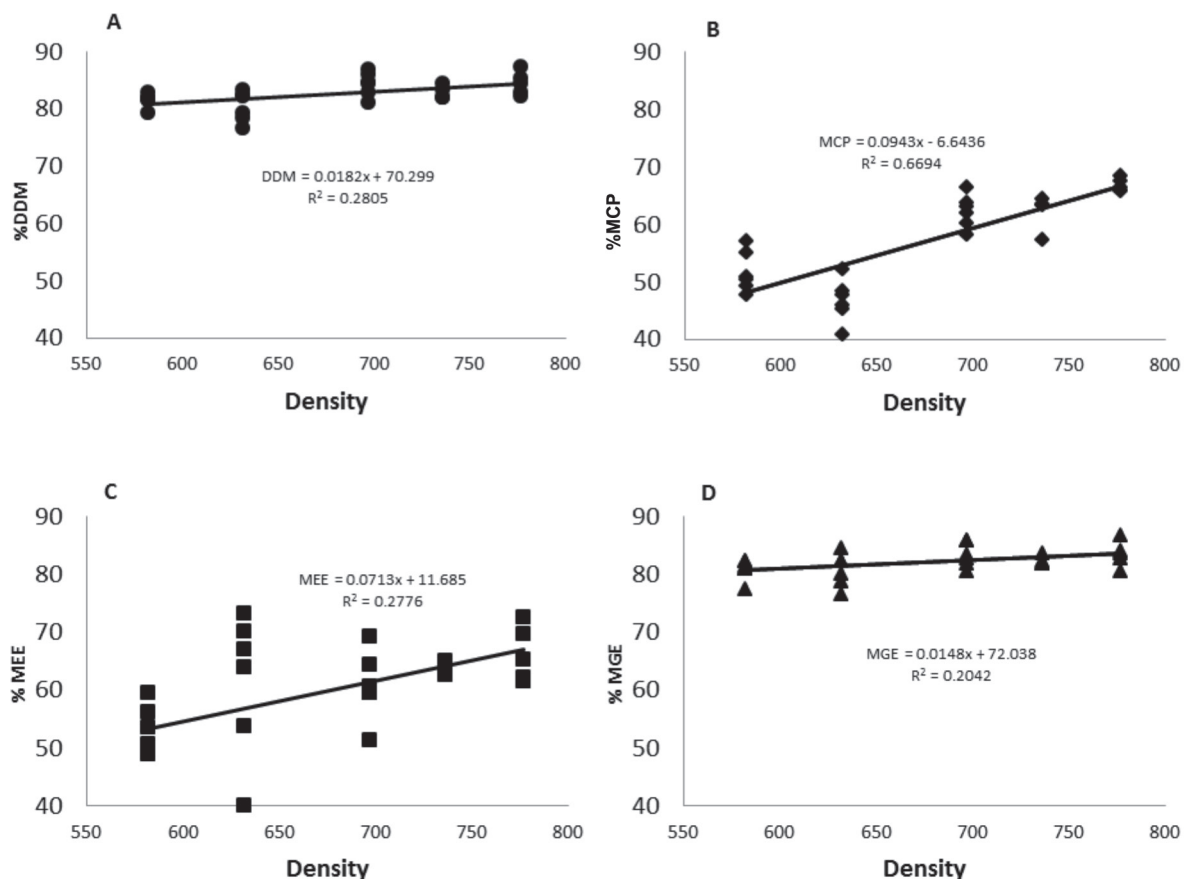 A
90
80
70
60
50
40
%DDM
DDM = 0.0182x + 70.299
R² = 0.2805
550 600 650 700 750 800
Density
B
90
80
70
60
50
40
%MCP
MCP = 0.0943x - 6.6436
R² = 0.6694
550 600 650 700 750 800
Density
C
90
80
70
60
50
40
% MEE
MEE = 0.0713x + 11.685
R² = 0.2776
550 600 650 700 750 800
Density
D
90
80
70
60
50
40
% MGE
MGE = 0.0148x + 72.038
R² = 0.2042
550 600 650 700 750 800
Density